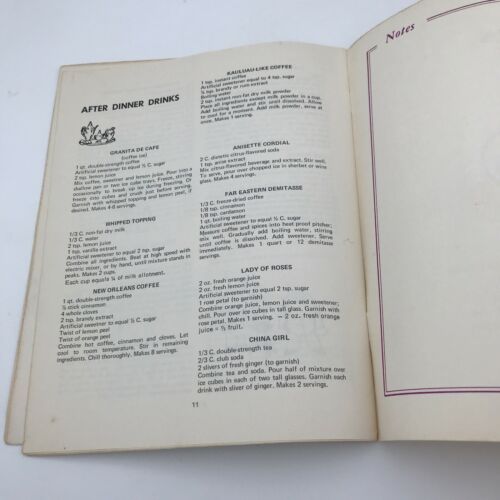 AFTER DINNER DRINKS
GRANITA DE CAFE
(coffee ice)
1 qt. double-strength coffee
Artificial sweetener equal to ½ C. sugar
2 tsp. lemon juice
Mix coffee, sweetener and lemon juice. Pour into a
shallow pan or two ice cube trays. Freeze, stirring
occasionally to break up ice during freezing. Or
freeze into cubes and crush just before serving.
Garnish with whipped topping and lemon peel, if
desired. Makes 4-6 servings.
WHIPPED TOPPING
1/3 C. non-fat dry milk
1/3 C. water
2 tsp. lemon juice
1 tsp. vanilla extract
Artificial sweetener equal to 2 tsp. sugar
Combine all ingredients. Beat at high speed with
electric mixer, or by hand, until mixture stands in
peaks. Makes 2 cups.
Each cup equals ¼ of milk allotment.
NEW ORLEANS COFFEE
1 qt. double-strength coffee
½ stick cinnamon
4 whole cloves
2 tsp. brandy extract
Artificial sweetener equal to ½ C. sugar
Twist of lemon peel
Twist of orange peel
Combine hot coffee, cinnamon and cloves. Let
cool to room temperature. Stir in remaining
ingredients. Chill thoroughly. Makes 8 servings.
KAULUAU-LIKE COFFEE
1 tsp. instant coffee
Artificial sweetener equal to 4 tsp. sugar
brandy or rum extract
Boiling water
2 tsp. instant non-fat dry milk powder
Place all ingredients except milk powder in a cup.
Add boiling water and stir until dissolved. Allow
to cool for a moment. Add milk powder, serve at
once. Makes 1 serving.
ANISETTE CORDIAL
2 C. dietetic citrus-flavored soda
1 tsp. anise extract
Mix citrus-flavored beverage and extract. Stir well.
To serve, pour over chopped ice in sherbet or wine
glass. Makes 4 servings.
FAR EASTERN DEMITASSE
1/3 C. freeze-dried coffee
1/8 tsp. cinnamon
1/8 tsp. cardamon
1 qt. boiling water
Artificial sweetener equal to ½ C. sugar
Measure coffee and spices into heat proof pitcher;
mix well. Gradually add boiling water, stirring
until coffee is dissolved. Add sweetener. Serve
immediately. Makes 1 quart or 12 demitasse
servings.
LADY OF ROSES
2 oz. fresh orange juice
2 oz. fresh lemon juice
Artificial sweetener equal to 2 tsp. sugar
1 rose petal (to garnish)
Combine orange, lemon juice and sweetener;
chill. Pour over ice cubes in tall glass. Garnish with
rose petal. Makes 1 serving. – 2 oz. fresh orange
juice = ½ fruit.
CHINA GIRL
1/3 C. double-strength tea
2/3 C. club soda
2 slivers of fresh ginger (to garnish)
Combine tea and soda. Pour half of mixture over
ice cubes in each of two tall glasses. Garnish each
drink with sliver of ginger. Makes 2 servings.
11
Notes